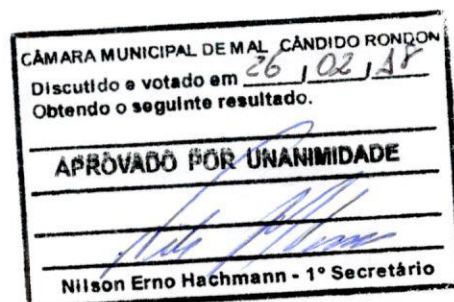 CÂMARA MUNICIPAL DE MAL CÂNDIDO RONDON
Discutido e votado em 26 / 02 / 18
Obtendo o seguinte resultado.
APROVADO POR UNANIMIDADE
Nilson Erno Hachmann - 1º Secretário